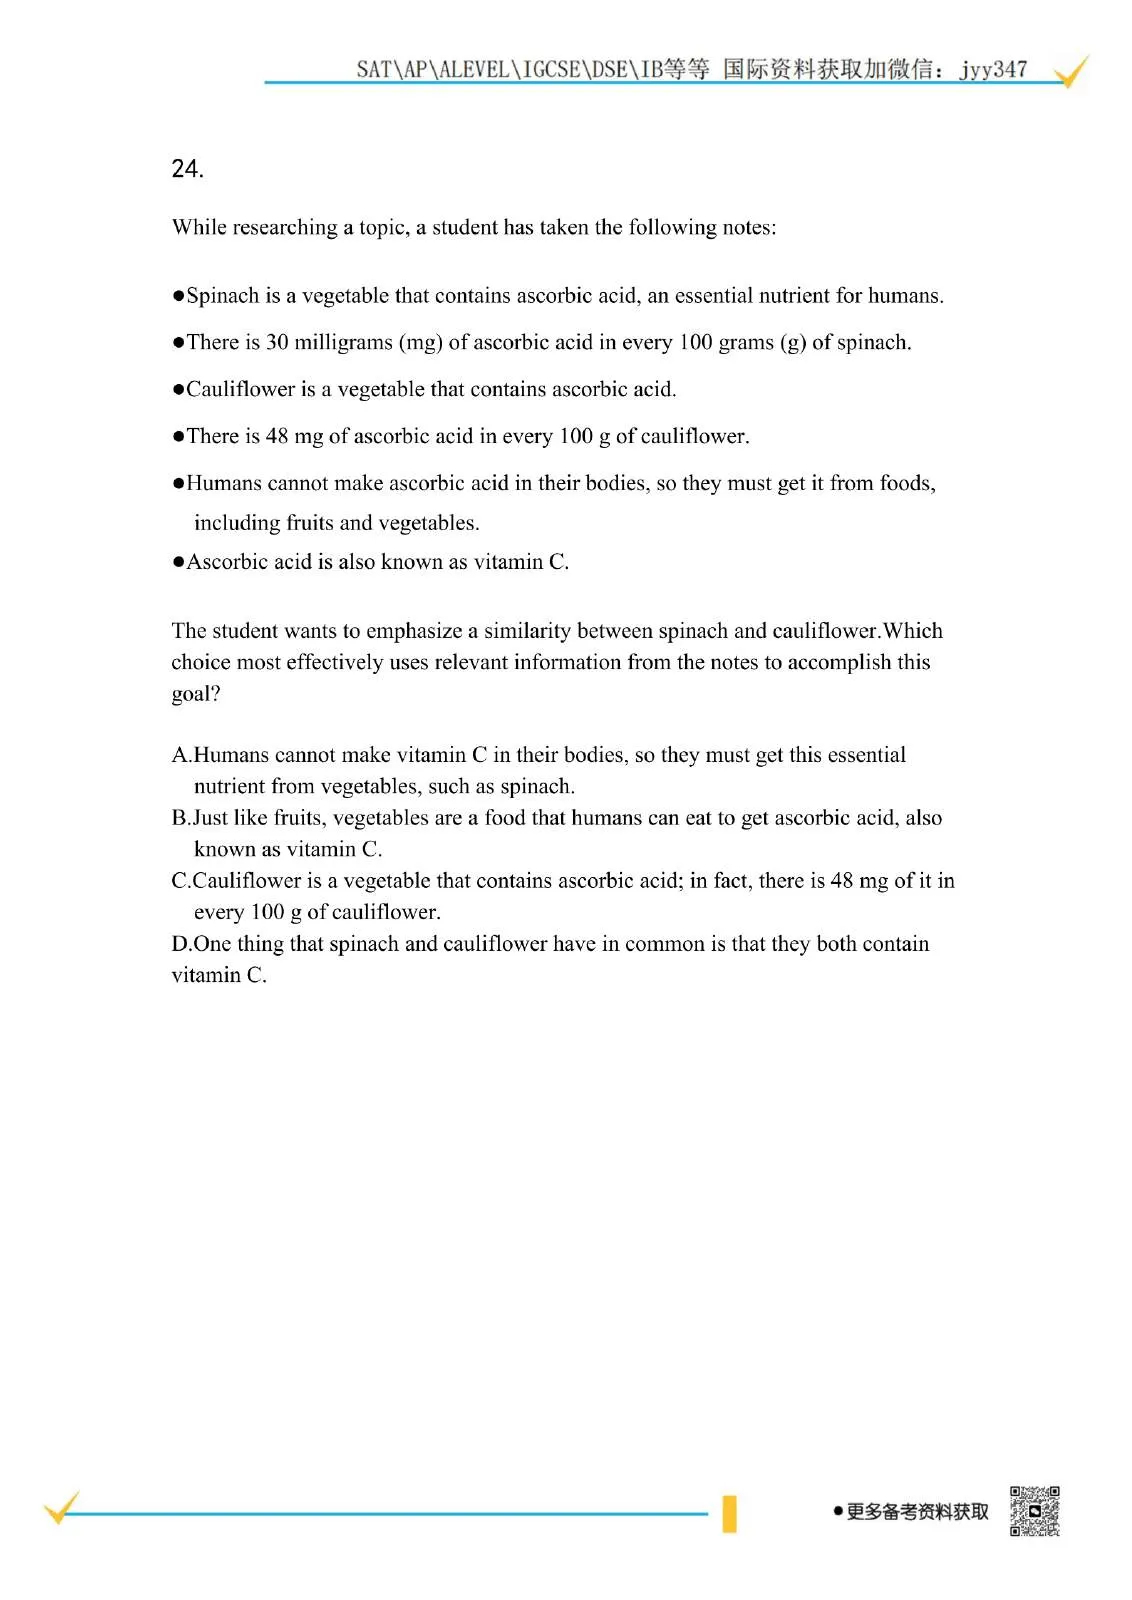 SAT\AP\ALEVEL\IGCSE\DSE\IB等等 国际资料获取加微信：jyy347
24.
While researching a topic, a student has taken the following notes:
●Spinach is a vegetable that contains ascorbic acid, an essential nutrient for humans.
●There is 30 milligrams (mg) of ascorbic acid in every 100 grams (g) of spinach.
●Cauliflower is a vegetable that contains ascorbic acid.
●There is 48 mg of ascorbic acid in every 100 g of cauliflower.
●Humans cannot make ascorbic acid in their bodies, so they must get it from foods,
including fruits and vegetables.
●Ascorbic acid is also known as vitamin C.
The student wants to emphasize a similarity between spinach and cauliflower.Which
choice most effectively uses relevant information from the notes to accomplish this
goal?
A.Humans cannot make vitamin C in their bodies, so they must get this essential
nutrient from vegetables, such as spinach.
B.Just like fruits, vegetables are a food that humans can eat to get ascorbic acid, also
known as vitamin C.
C.Cauliflower is a vegetable that contains ascorbic acid; in fact, there is 48 mg of it in
every 100 g of cauliflower.
D.One thing that spinach and cauliflower have in common is that they both contain
vitamin C.
●更多备考资料获取